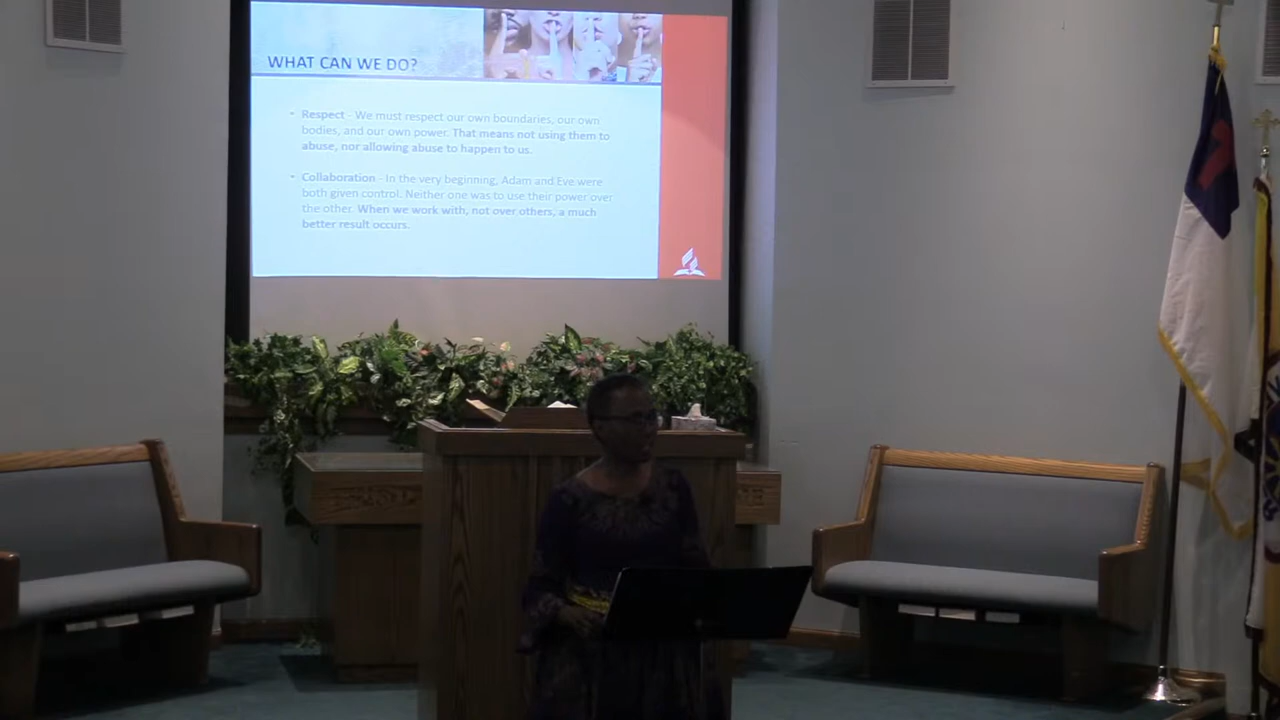 WHAT CAN WE DO?
• Respect - We must respect our own boundaries, our own
bodies, and our own power. That means not using them to
abuse, nor allowing abuse to happen to us.
• Collaboration - In the very beginning, Adam and Eve were
both given control. Neither one was to use their power over
the other. When we work with, not over others, a much
better result occurs.